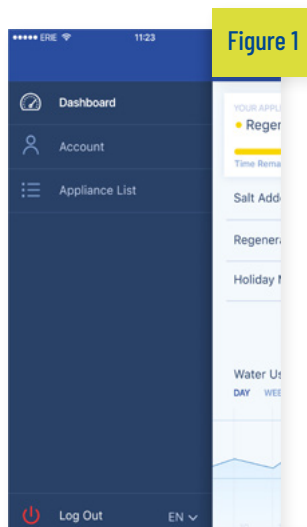 Figure 1
ERIE 11:23
Dashboard
Account
Appliance List
Log Out EN
YOUR APPL
Reger
Time Rema
Salt Add
Regener
Holiday
Water Us
DAY WEE